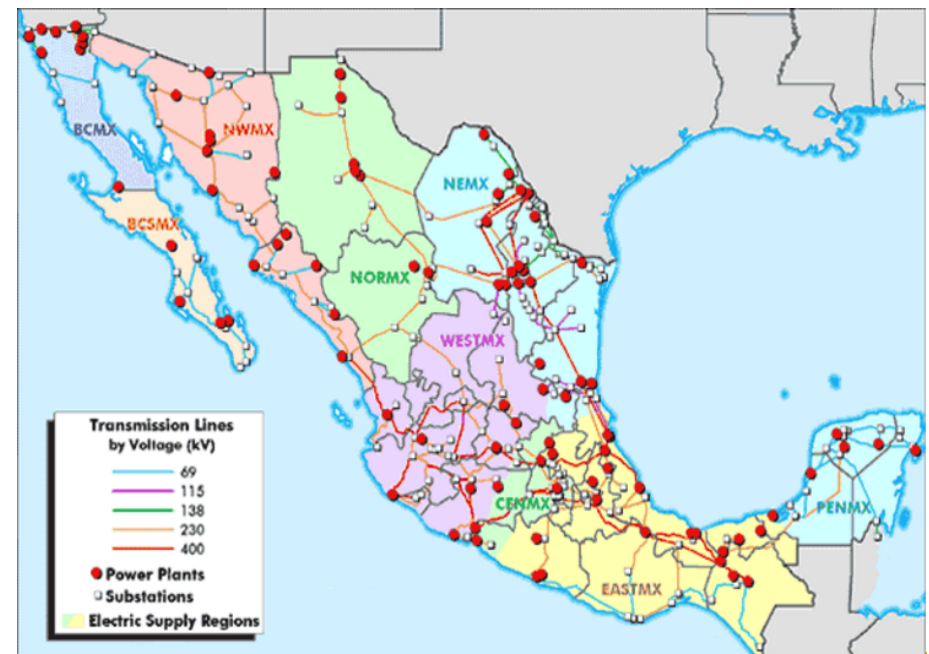 BCMX
NWMX
NEMX
BCSMX
NORMX
WESTMX
CENMX
PENMX
EASTMX
Transmission Lines
by Voltage (kV)
69
115
138
230
400
Power Plants
Substations
Electric Supply Regions